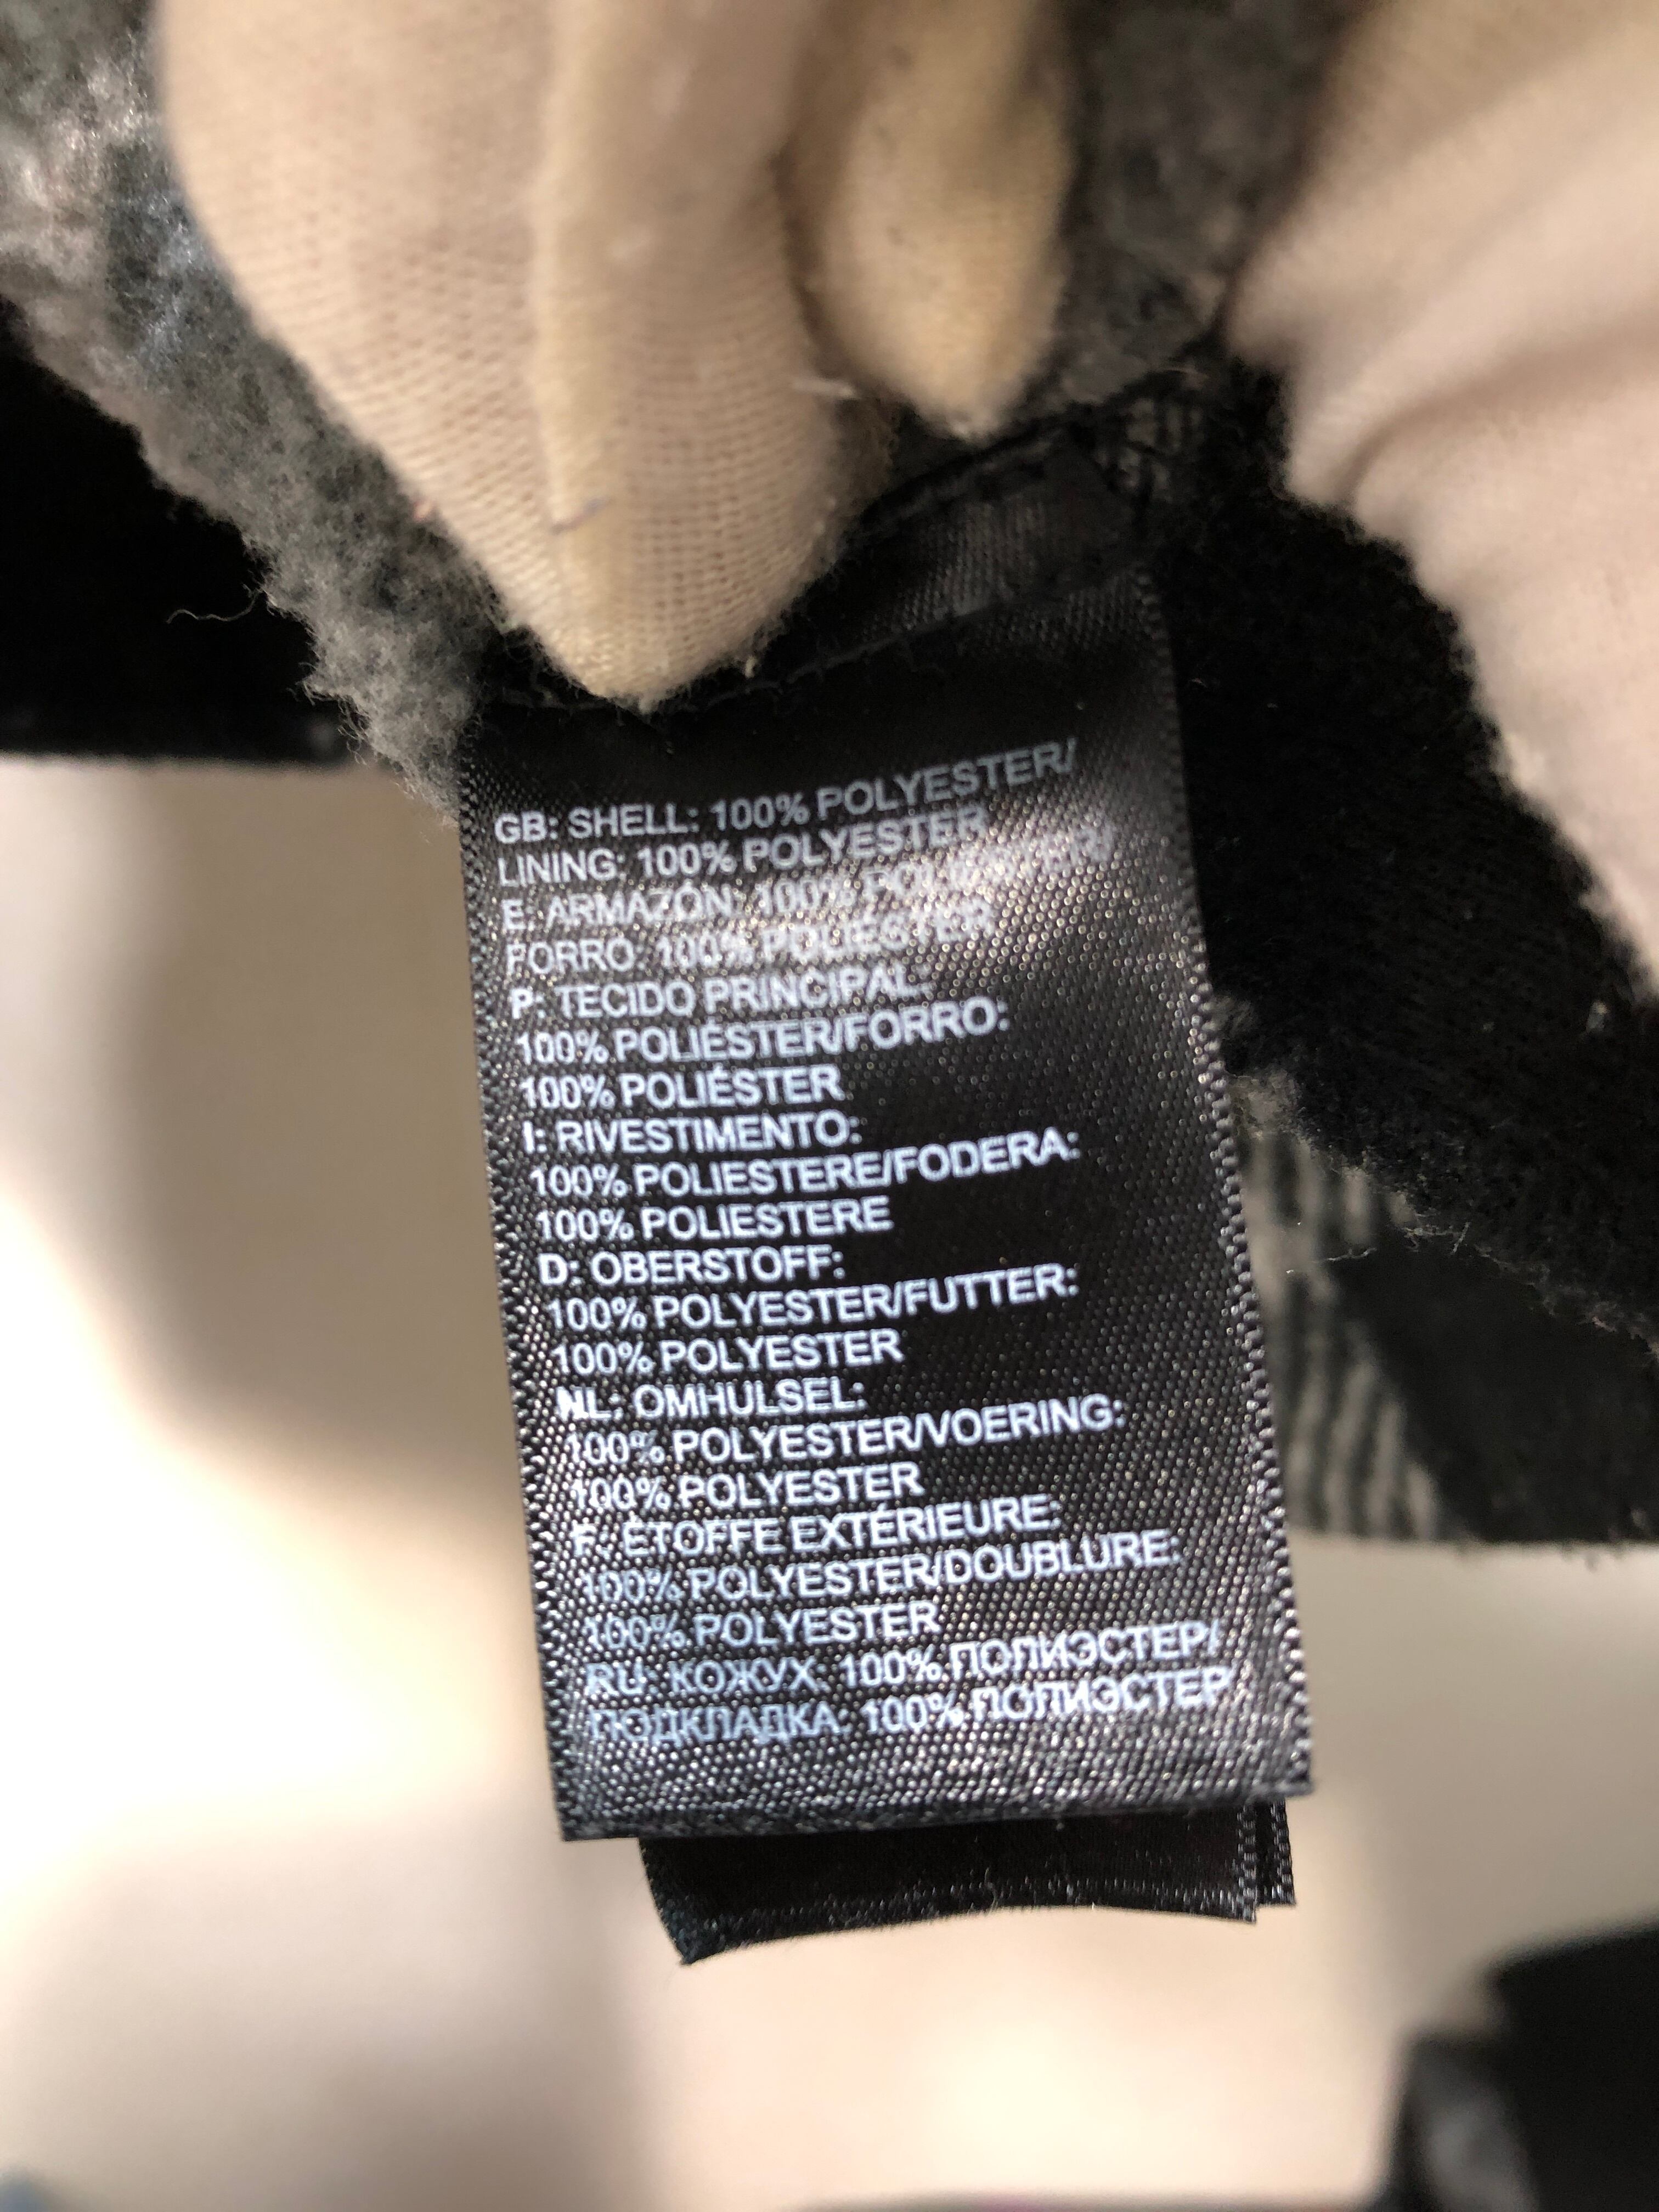 GB: SHELL: 100% POLYESTER/
LINING: 100% POLYESTER
E: ARMAZÓN: 100% POLIÉSTER/
FORRO: 100% POLIÉSTER
P: TECIDO PRINCIPAL:
100% POLIÉSTER/FORRO:
100% POLIÉSTER
I: RIVESTIMENTO:
100% POLIESTERE/FODERA:
100% POLIESTERE
D: OBERSTOFF:
100% POLYESTER/FUTTER:
100% POLYESTER
NL: OMHULSEL:
100% POLYESTER/VOERING:
100% POLYESTER
F: ÉTOFFE EXTÉRIEURE:
100% POLYESTER/DOUBLURE:
100% POLYESTER
RU: КОЖУХ: 100% ПОЛИЭСТЕР/
ПОДКЛАДКА: 100% ПОЛИЭСТЕР